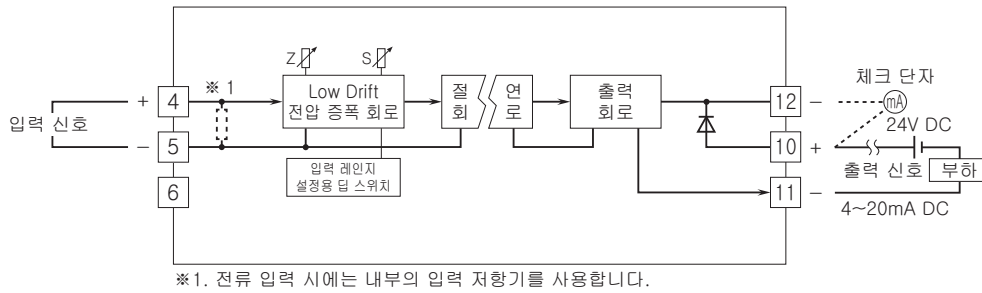 ※ 1
Z
S
입력 신호
+
4
−
5
6
Low Drift
전압 증폭 회로
입력 레인지
설정용 딥 스위치
절 연
회 로
출력
회로
12
−
10
+
11
−
체크 단자
mA
24V DC
출력 신호
부하
4~20mA DC
※1. 전류 입력 시에는 내부의 입력 저항기를 사용합니다.